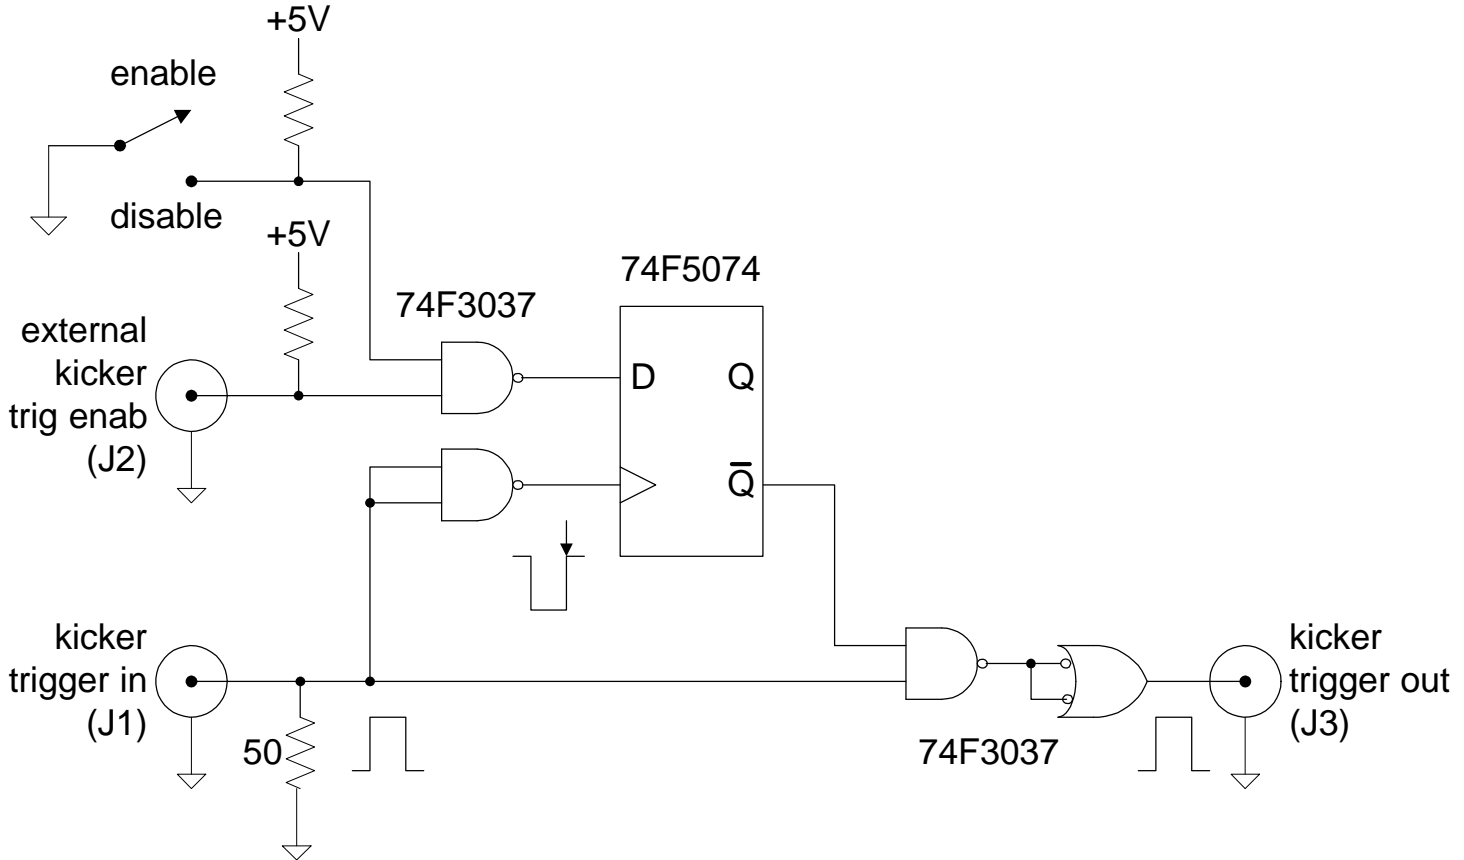 +5V
enable
disable
+5V
74F5074
74F3037
external
kicker
trig enab
(J2)
D
Q
Q̅
kicker
trigger in
(J1)
50
kicker
trigger out
(J3)
74F3037